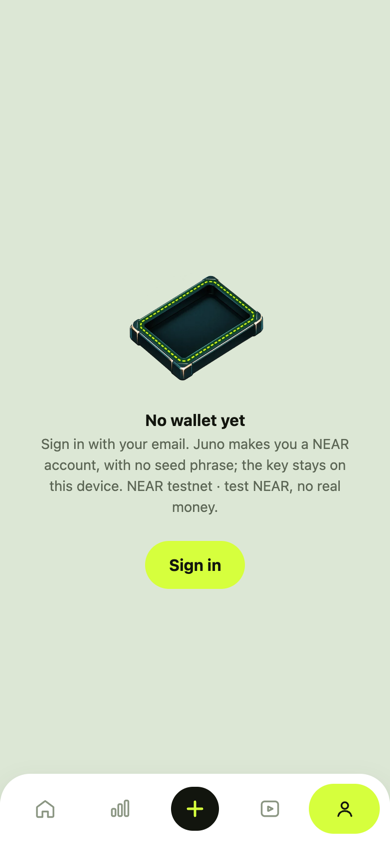 No wallet yet
Sign in with your email. Juno makes you a NEAR
account, with no seed phrase; the key stays on
this device. NEAR testnet · test NEAR, no real
money.
Sign in